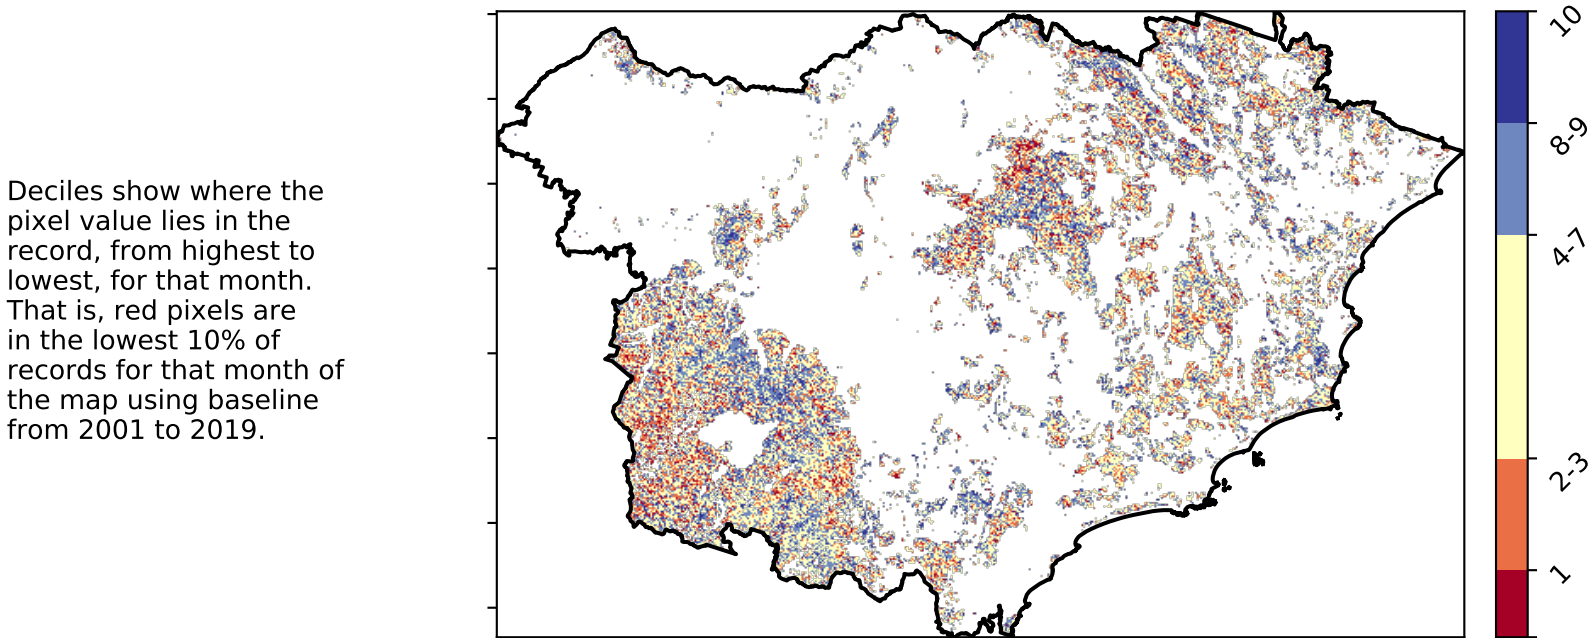 Deciles show where the
pixel value lies in the
record, from highest to
lowest, for that month.
That is, red pixels are
in the lowest 10% of
records for that month of
the map using baseline
from 2001 to 2019.
10
8-9
4-7
2-3
1